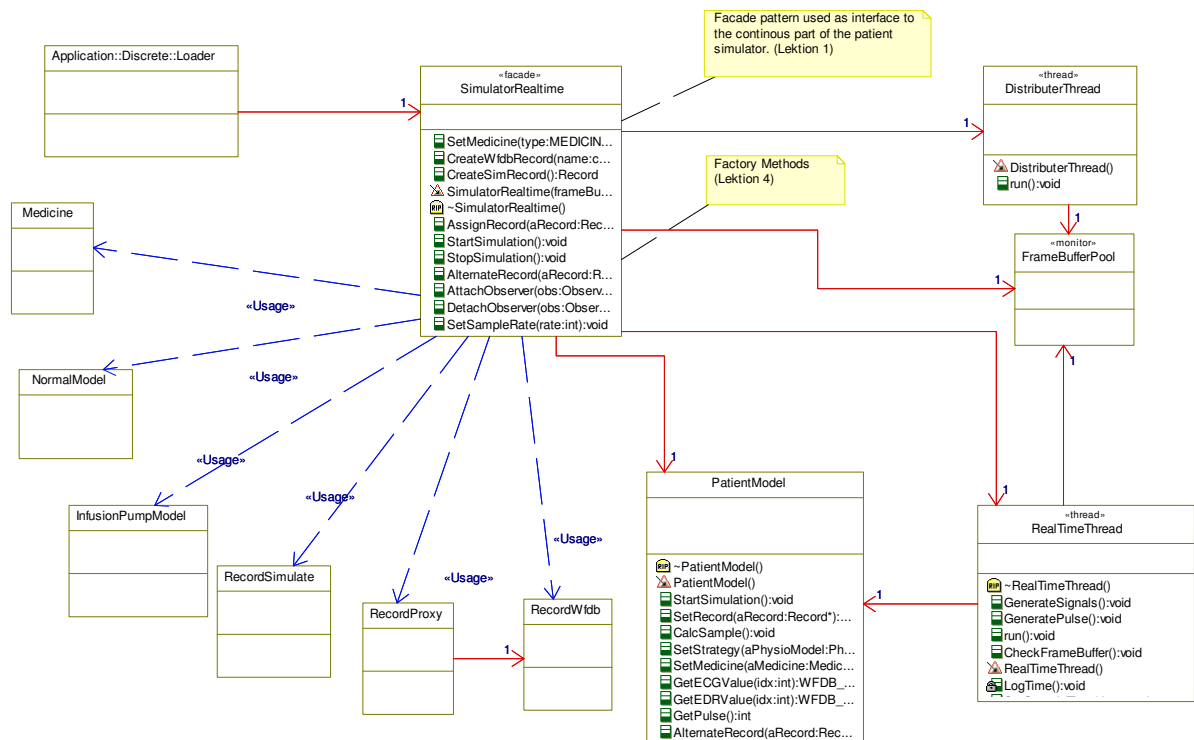 Facade pattern used as interface to
the continous part of the patient
simulator. (Lektion 1)
Application::Discrete::Loader
1
«facade»
SimulatorRealtime
SetMedicine(type:MEDICIN...
CreateWfdbRecord(name:c...
CreateSimRecord():Record
SimulatorRealtime(frameBu...
RIP ~SimulatorRealtime()
AssignRecord(aRecord:Rec...
StartSimulation():void
StopSimulation():void
AlternateRecord(aRecord:R...
AttachObserver(obs:Observ...
DetachObserver(obs:Obser...
SetSampleRate(rate:int):void
1
«thread»
DistributerThread
DistributerThread()
run():void
Factory Methods
(Lektion 4)
1
«monitor»
FrameBufferPool
1
1
Medicine
«Usage»
NormalModel
«Usage»
InfusionPumpModel
«Usage»
RecordSimulate
«Usage»
RecordProxy
«Usage»
1
RecordWfdb
«Usage»
1
PatientModel
RIP ~PatientModel()
PatientModel()
StartSimulation():void
SetRecord(aRecord:Record*):...
CalcSample():void
SetStrategy(aPhysioModel:Ph...
SetMedicine(aMedicine:Medic...
GetECGValue(idx:int):WFDB_...
GetEDRValue(idx:int):WFDB_...
GetPulse():int
AlternateRecord(aRecord:Rec...
1
1
«thread»
RealTimeThread
RIP ~RealTimeThread()
GenerateSignals():void
GeneratePulse():void
run():void
CheckFrameBuffer():void
RealTimeThread()
LogTime():void